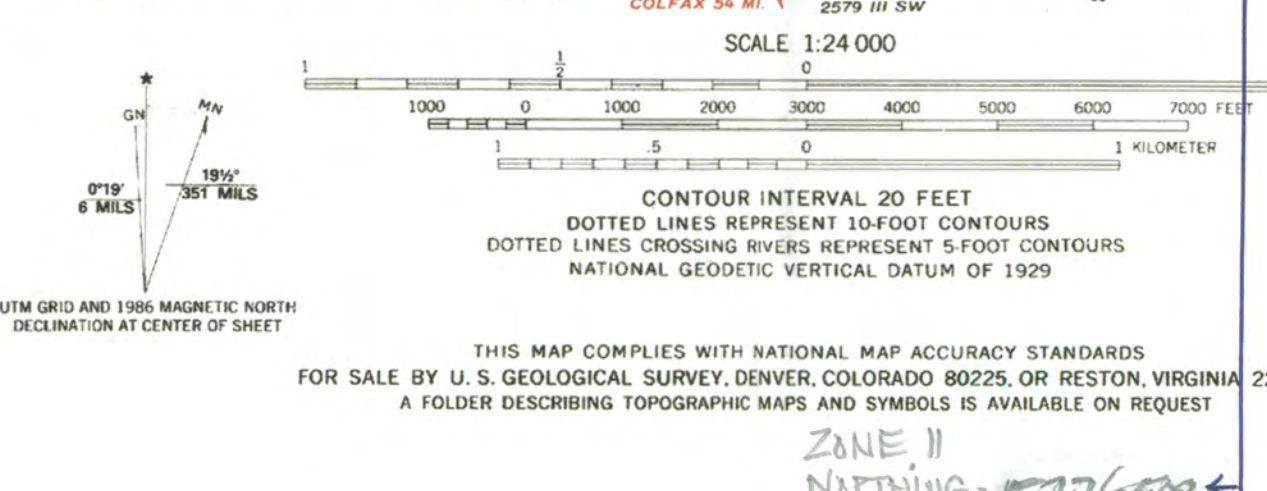 COLFAX 54 MI.
2579 III SW
SCALE 1:24 000
1 1/2 0
1000 0 1000 2000 3000 4000 5000 6000 7000 FEET
1 .5 0 1 KILOMETER
★
GN MN
0°19'
6 MILS
19½°
351 MILS
UTM GRID AND 1986 MAGNETIC NORTH
DECLINATION AT CENTER OF SHEET
CONTOUR INTERVAL 20 FEET
DOTTED LINES REPRESENT 10-FOOT CONTOURS
DOTTED LINES CROSSING RIVERS REPRESENT 5-FOOT CONTOURS
NATIONAL GEODETIC VERTICAL DATUM OF 1929
THIS MAP COMPLIES WITH NATIONAL MAP ACCURACY STANDARDS
FOR SALE BY U. S. GEOLOGICAL SURVEY, DENVER, COLORADO 80225, OR RESTON, VIRGINIA
A FOLDER DESCRIBING TOPOGRAPHIC MAPS AND SYMBOLS IS AVAILABLE ON REQUEST
ZONE 11
NORTHING -